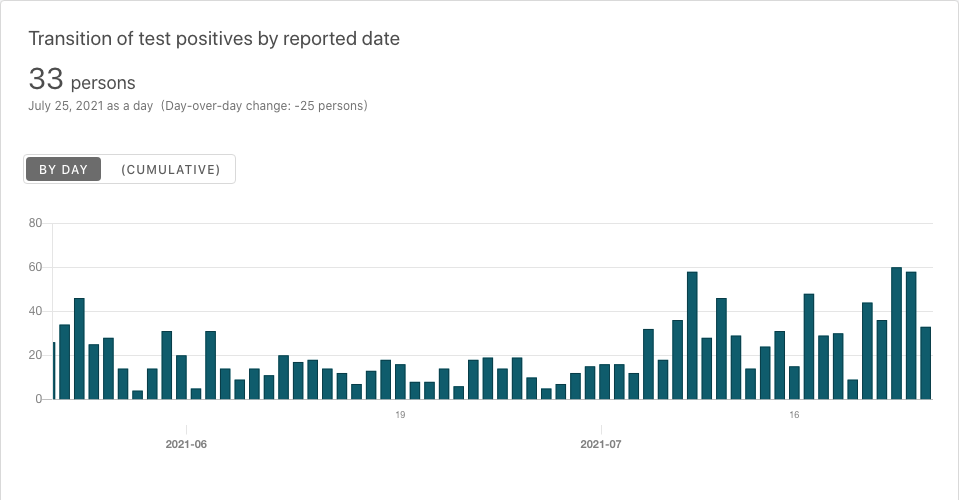 Transition of test positives by reported date
33 persons
July 25, 2021 as a day (Day-over-day change: -25 persons)
BY DAY (CUMULATIVE)
80
60
40
20
0
19 16
2021-06 2021-07